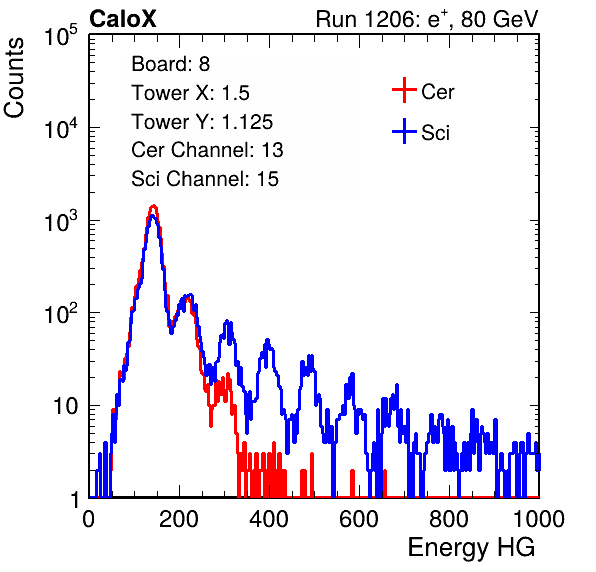 CaloX Run 1206: e⁺, 80 GeV
10⁵
Counts
Board: 8
Tower X: 1.5
Tower Y: 1.125
Cer Channel: 13
Sci Channel: 15
Cer
Sci
10⁴
10³
10²
10
1
0 200 400 600 800 1000
Energy HG